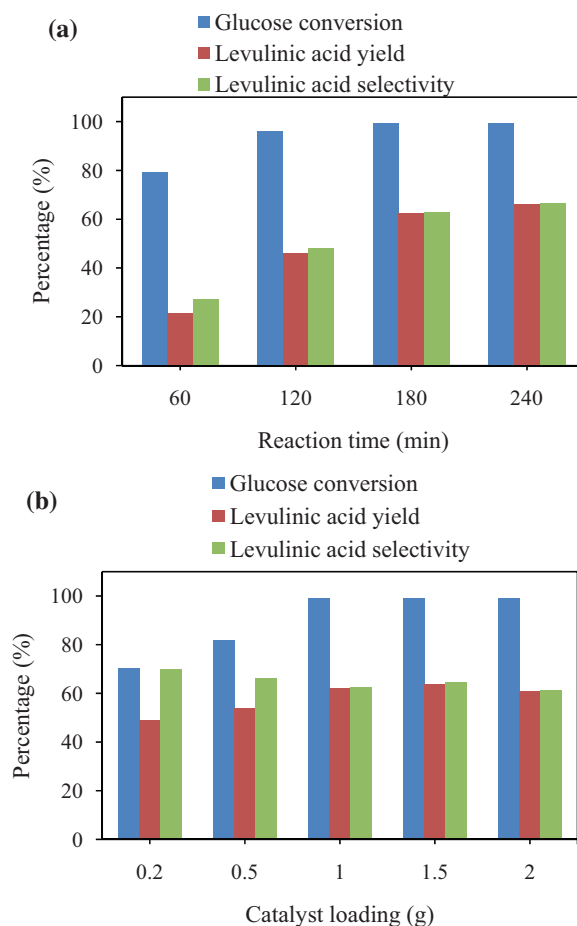 (a)
Glucose conversion
Levulinic acid yield
Levulinic acid selectivity
100
80
60
40
20
0
Percentage (%)
60 120 180 240
Reaction time (min)
(b)
Glucose conversion
Levulinic acid yield
Levulinic acid selectivity
100
80
60
40
20
0
Percentage (%)
0.2 0.5 1 1.5 2
Catalyst loading (g)